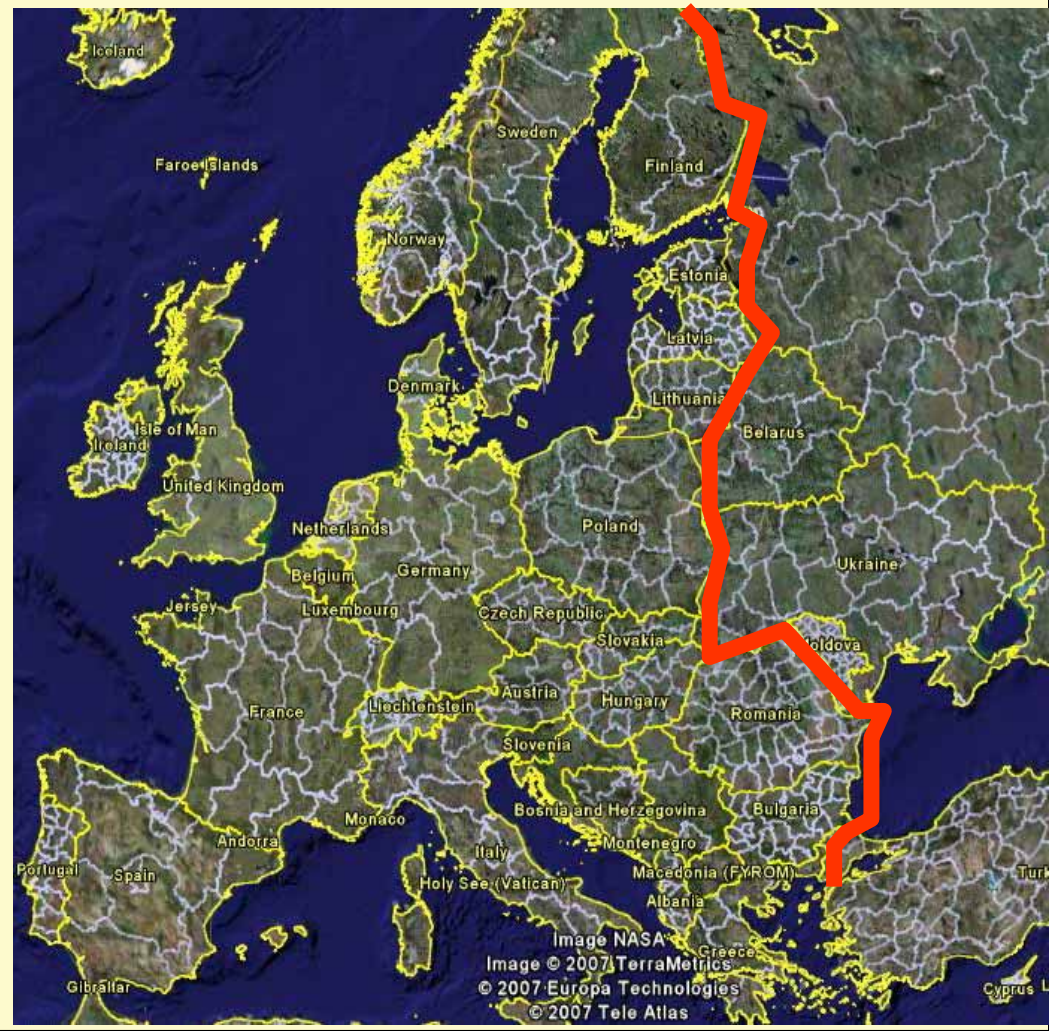 Iceland
Sweden
Faroe Islands
Finland
Norway
Estonia
Latvia
Denmark
Lithuania
Isle of Man
Ireland
Belarus
United Kingdom
Netherlands
Poland
Ukraine
Belgium
Germany
Jersey
Luxembourg
Czech Republic
Slovakia
oldova
Austria
Hungary
Liechtenstein
France
Romania
Slovenia
Bosnia and Herzegovina
Bulgaria
Monaco
Andorra
Montenegro
Italy
Portugal
Spain
Macedonia (FYROM)
Turk
Holy See (Vatican)
Albania
Image NASA
Greece
Image © 2007 TerraMetrics
© 2007 Europa Technologies
Gibraltar
Cyprus
L
© 2007 Tele Atlas